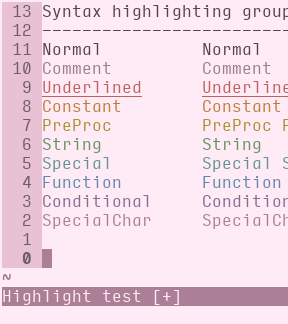 13 Syntax highlighting group
12 -------------------------
11 Normal Normal
10 Comment Comment
9 Underlined Underline
8 Constant Constant
7 PreProc PreProc P
6 String String
5 Special Special S
4 Function Function
3 Conditional Condition
2 SpecialChar SpecialCh
1
0
~
Highlight test [+]